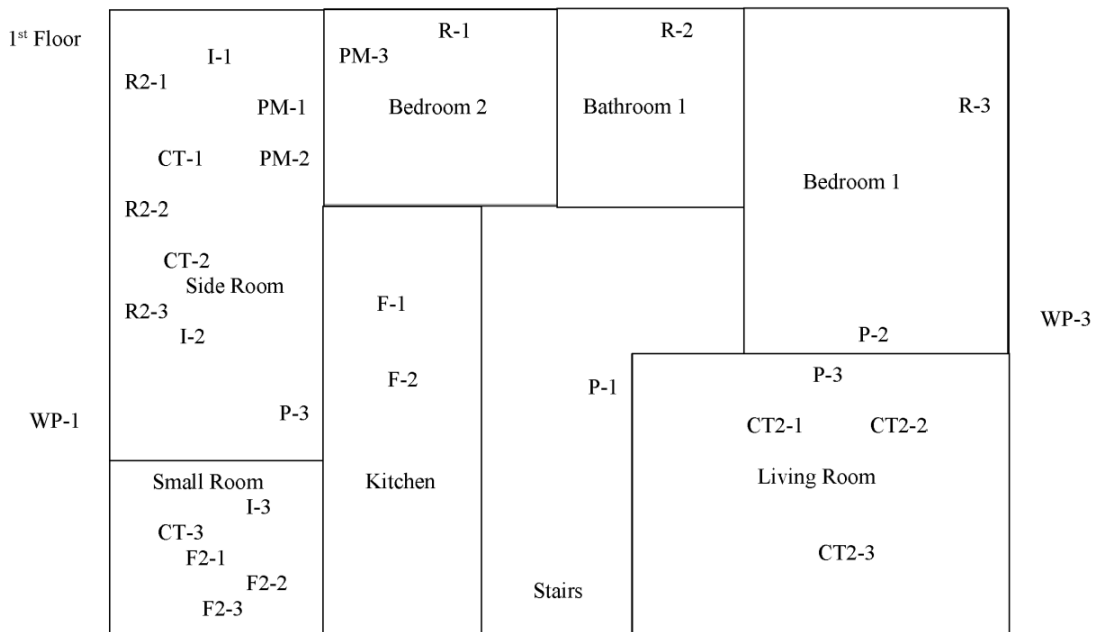 1st Floor
I-1
R2-1
PM-1
CT-1
PM-2
R2-2
CT-2
Side Room
R2-3
I-2
P-3
WP-1
Small Room
I-3
CT-3
F2-1
F2-2
F2-3
R-1
PM-3
Bedroom 2
F-1
F-2
Kitchen
R-2
Bathroom 1
P-1
Stairs
R-3
Bedroom 1
P-2
WP-3
P-3
CT2-1
CT2-2
Living Room
CT2-3